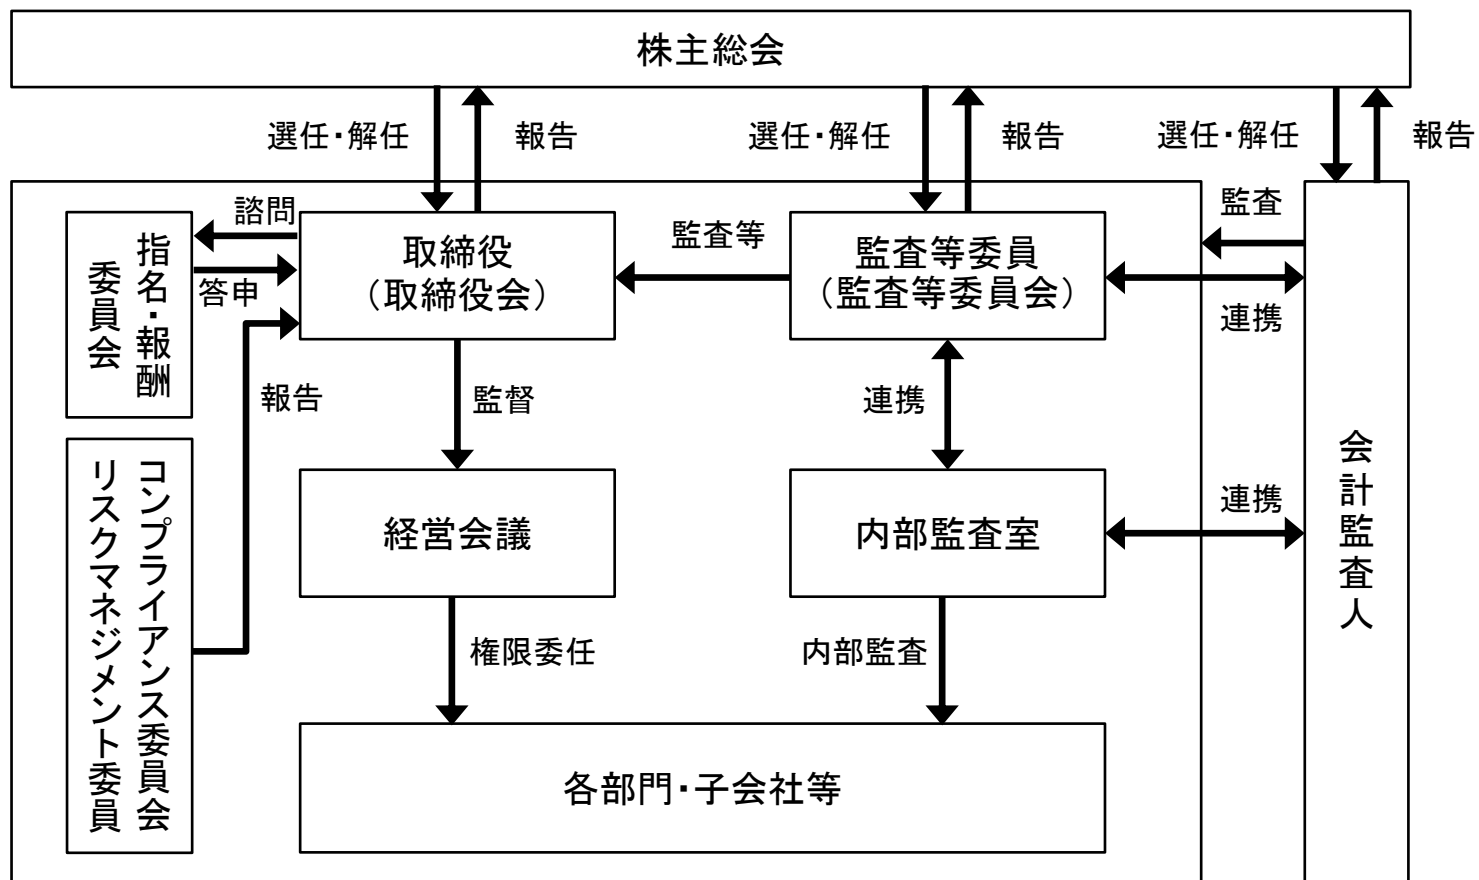 株主総会
選任・解任
報告
選任・解任
報告
選任・解任
報告
指名・報酬
委員会
諮問
答申
取締役
（取締役会）
監査等
監査等委員
（監査等委員会）
監査
連携
報告
監督
連携
コンプライアンス委員会
リスクマネジメント委員
経営会議
内部監査室
連携
会計監査人
権限委任
内部監査
各部門・子会社等